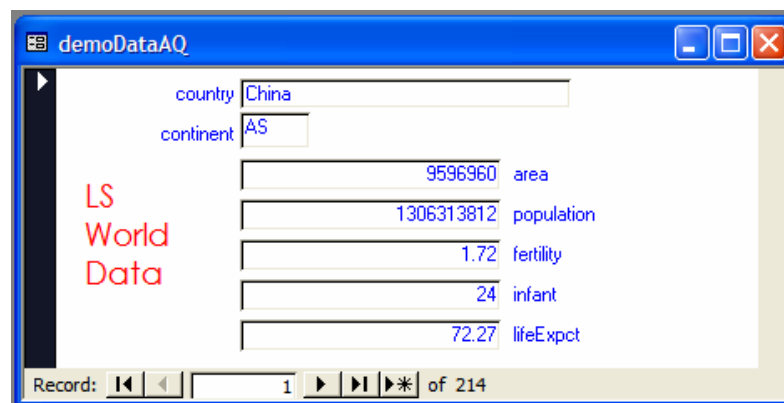 demoDataAQ
country China
continent AS
9596960 area
LS
World
Data
1306313812 population
1.72 fertility
24 infant
72.27 lifeExpct
Record: 1 of 214